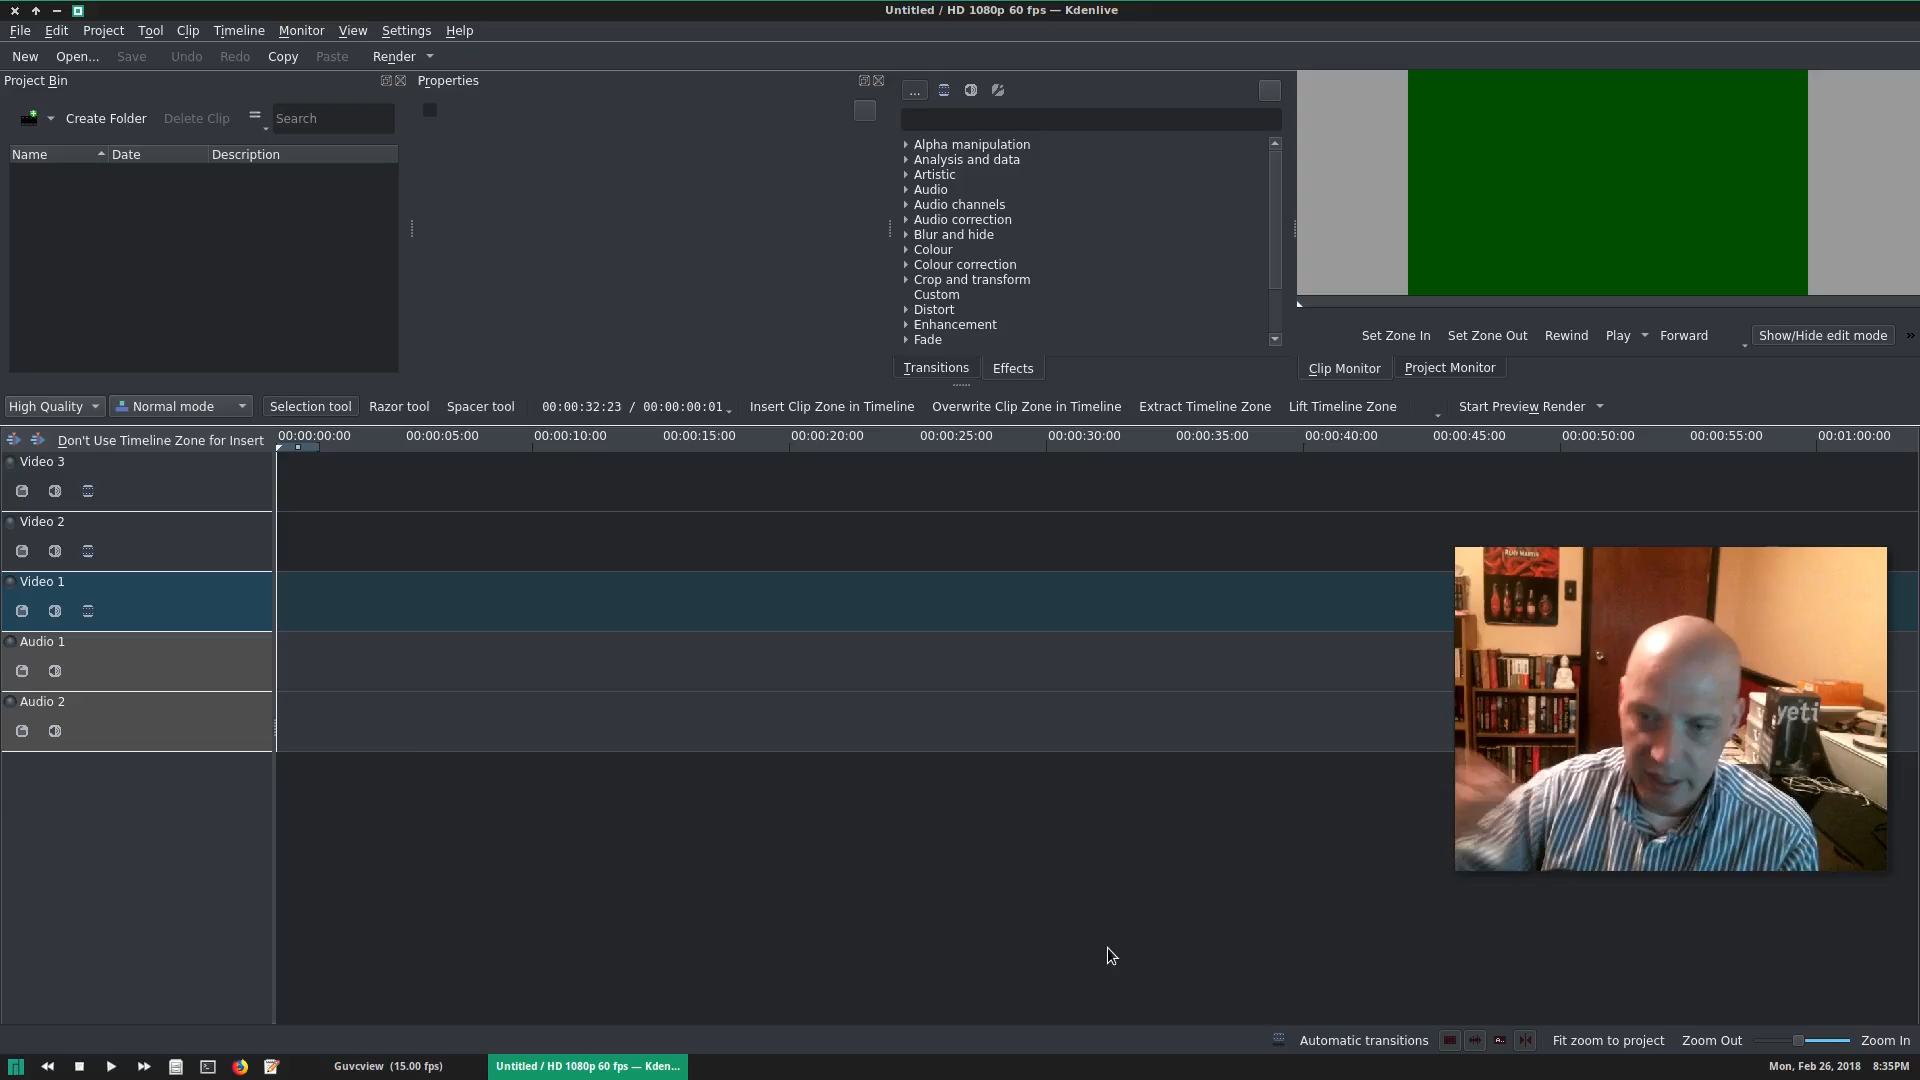 Untitled / HD 1080p 60 fps — Kdenlive
File Edit Project Tool Clip Timeline Monitor View Settings Help
New Open... Save Undo Redo Copy Paste Render
Project Bin
Properties
...
Create Folder Delete Clip Search
Name Date Description
Alpha manipulation
Analysis and data
Artistic
Audio
Audio channels
Audio correction
Blur and hide
Colour
Colour correction
Crop and transform
Custom
Distort
Enhancement
Fade
Set Zone In Set Zone Out Rewind Play Forward Show/Hide edit mode »
Transitions Effects
Clip Monitor Project Monitor
High Quality Normal mode Selection tool Razor tool Spacer tool 00:00:32:23 / 00:00:00:01 Insert Clip Zone in Timeline Overwrite Clip Zone in Timeline Extract Timeline Zone Lift Timeline Zone Start Preview Render
Don't Use Timeline Zone for Insert
00:00:00:00 00:00:05:00 00:00:10:00 00:00:15:00 00:00:20:00 00:00:25:00 00:00:30:00 00:00:35:00 00:00:40:00 00:00:45:00 00:00:50:00 00:00:55:00 00:01:00:00
Video 3
Video 2
Video 1
Audio 1
Audio 2
yeti
Automatic transitions Fit zoom to project Zoom Out Zoom In
Guvcview (15.00 fps)
Untitled / HD 1080p 60 fps — Kden...
Mon, Feb 26, 2018 8:35PM